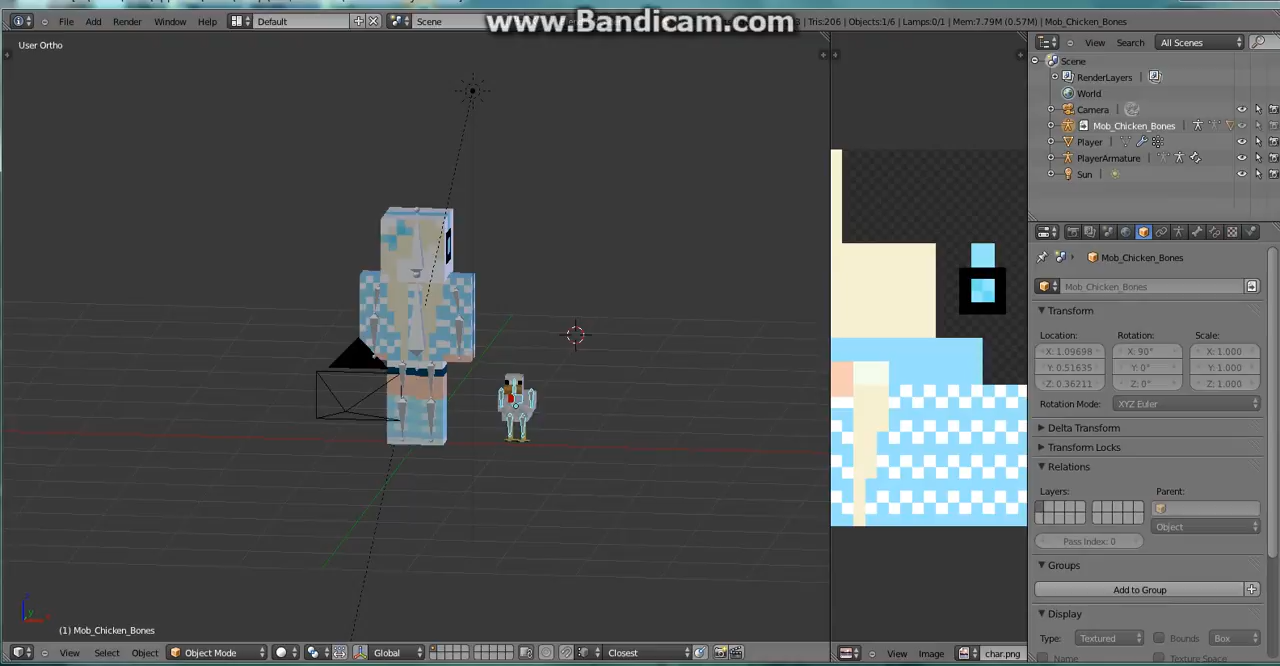 www.Bandicam.com
File Add Render Window Help Default Scene Tris:206 | Objects:1/6 | Lamps:0/1 | Mem:7.79M (0.57M) | Mob_Chicken_Bones
User Ortho
View Search All Scenes
Scene
RenderLayers
World
Camera
Mob_Chicken_Bones
Player
PlayerArmature
Sun
Mob_Chicken_Bones
Mob_Chicken_Bones
Transform
Location: Rotation: Scale:
X: 1.09698 X: 90° X: 1.000
Y: 0.51635 Y: 0° Y: 1.000
Z: 0.36211 Z: 0° Z: 1.000
Rotation Mode: XYZ Euler
Delta Transform
Transform Locks
Relations
Layers: Parent:
Object
Pass Index: 0
Groups
Add to Group
Display
Type: Textured Bounds Box
Name Texture Space
(1) Mob_Chicken_Bones
View Select Object Object Mode Global Closest View Image char.png